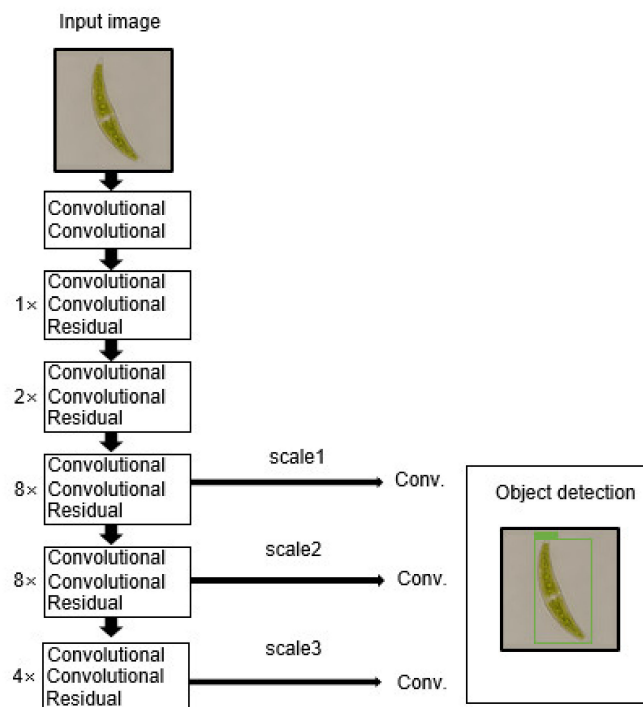 Input image
Convolutional
Convolutional
1×
Convolutional
Convolutional
Residual
2×
Convolutional
Convolutional
Residual
8×
Convolutional
Convolutional
Residual
scale1
Conv.
8×
Convolutional
Convolutional
Residual
scale2
Conv.
4×
Convolutional
Convolutional
Residual
scale3
Conv.
Object detection